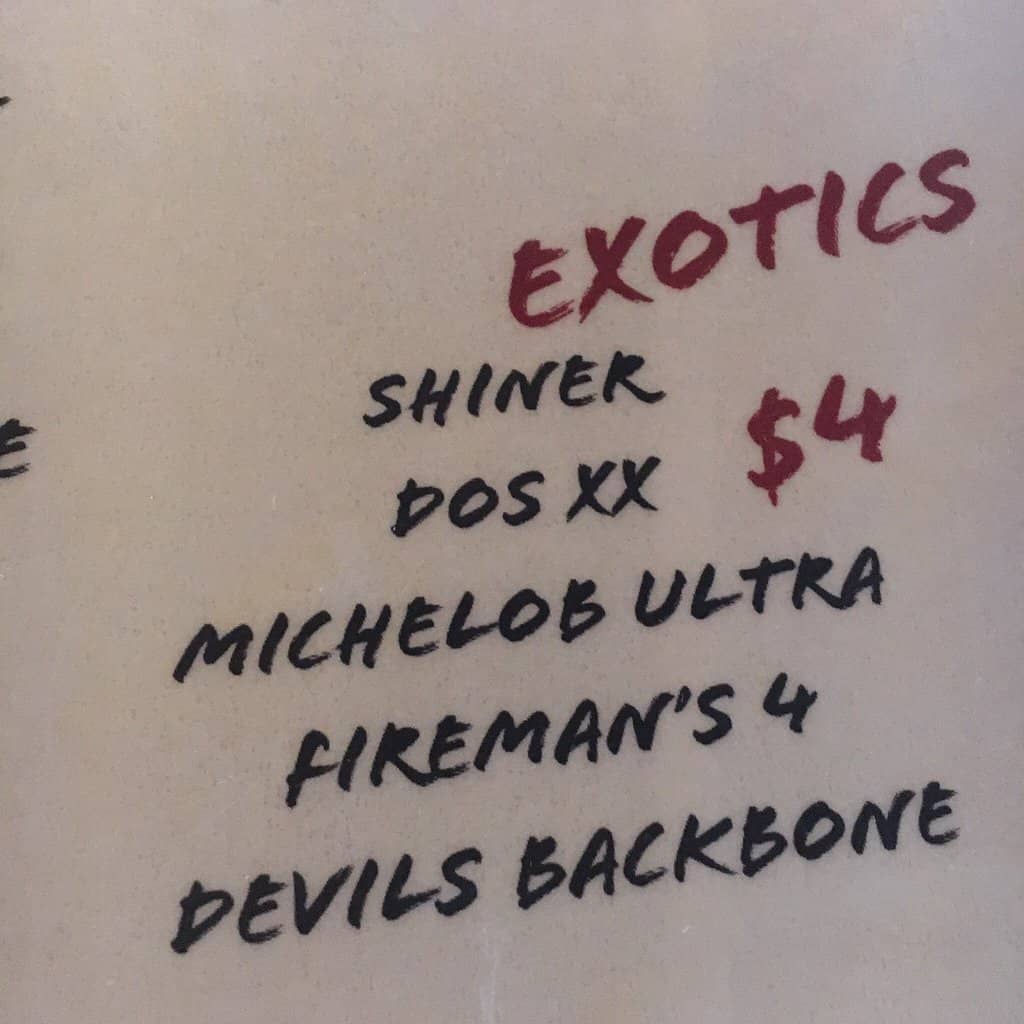 EXOTICS
SHINER
$4
DOS XX
MICHELOB ULTRA
FIREMAN'S 4
DEVILS BACKBONE